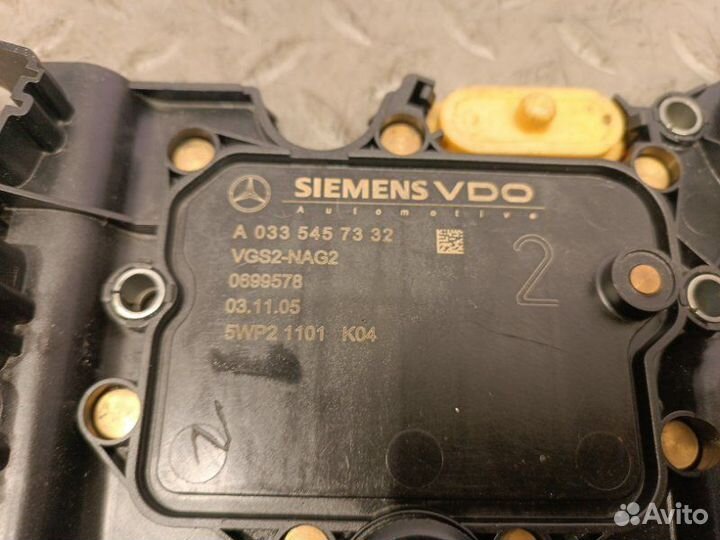 SIEMENS VDO
Automotive
A 033 545 73 32
VGS2-NAG2
0699578
03.11.05
5WP2 1101 K04
2
Avito